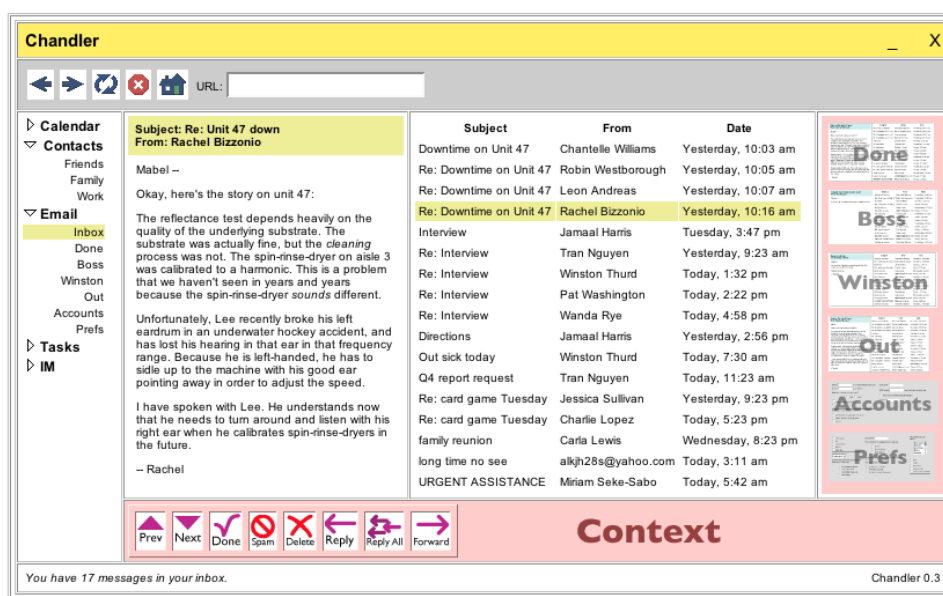 Chandler
_ X
URL:
Calendar
Contacts
Friends
Family
Work
Email
Inbox
Done
Boss
Winston
Out
Accounts
Prefs
Tasks
IM
Subject: Re: Unit 47 down
From: Rachel Bizzonio
Mabel --
Okay, here's the story on unit 47:
The reflectance test depends heavily on the
quality of the underlying substrate. The
substrate was actually fine, but the cleaning
process was not. The spin-rinse-dryer on aisle 3
was calibrated to a harmonic. This is a problem
that we haven't seen in years and years
because the spin-rinse-dryer sounds different.
Unfortunately, Lee recently broke his left
eardrum in an underwater hockey accident, and
has lost his hearing in that ear in that frequency
range. Because he is left-handed, he has to
sidle up to the machine with his good ear
pointing away in order to adjust the speed.
I have spoken with Lee. He understands now
that he needs to turn around and listen with his
right ear when he calibrates spin-rinse-dryers in
the future.
-- Rachel
Subject From Date
Downtime on Unit 47 Chantelle Williams Yesterday, 10:03 am
Re: Downtime on Unit 47 Robin Westborough Yesterday, 10:05 am
Re: Downtime on Unit 47 Leon Andreas Yesterday, 10:07 am
Re: Downtime on Unit 47 Rachel Bizzonio Yesterday, 10:16 am
Interview Jamaal Harris Tuesday, 3:47 pm
Re: Interview Tran Nguyen Yesterday, 9:23 am
Re: Interview Winston Thurd Today, 1:32 pm
Re: Interview Pat Washington Today, 2:22 pm
Re: Interview Wanda Rye Today, 4:58 pm
Directions Jamaal Harris Yesterday, 2:56 pm
Out sick today Winston Thurd Today, 7:30 am
Q4 report request Tran Nguyen Today, 11:23 am
Re: card game Tuesday Jessica Sullivan Yesterday, 9:23 pm
Re: card game Tuesday Charlie Lopez Today, 5:23 pm
family reunion Carla Lewis Wednesday, 8:23 pm
long time no see alkjh28s@yahoo.com Today, 3:11 am
URGENT ASSISTANCE Miriam Seke-Sabo Today, 5:42 am
Done
Boss
Winston
Out
Accounts
Prefs
Prev Next Done Spam Delete Reply Reply All Forward
Context
You have 17 messages in your inbox.
Chandler 0.3